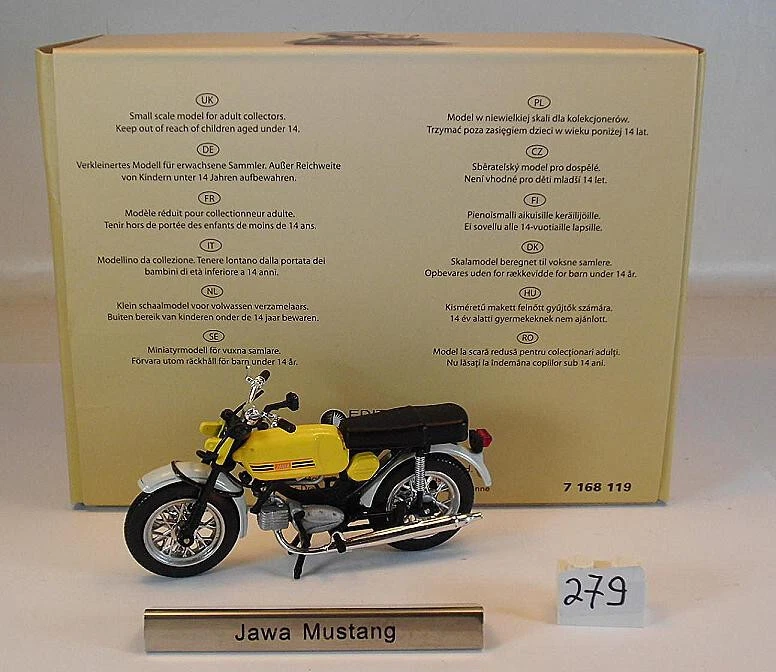 UK
Small scale model for adult collectors.
Keep out of reach of children aged under 14.
DE
Verkleinertes Modell für erwachsene Sammler. Außer Reichweite
von Kindern unter 14 Jahren aufbewahren.
FR
Modèle réduit pour collectionneur adulte.
Tenir hors de portée des enfants de moins de 14 ans.
IT
Modellino da collezione. Tenere lontano dalla portata dei
bambini di età inferiore a 14 anni.
NL
Klein schaalmodel voor volwassen verzamelaars.
Buiten bereik van kinderen onder de 14 jaar bewaren.
SE
Miniatyrmodell för vuxna samlare.
Förvara utom räckhåll för barn under 14 år.
PL
Model w niewielkiej skali dla kolekcjonerów.
Trzymać poza zasięgiem dzieci w wieku poniżej 14 lat.
CZ
Sběratelský model pro dospělé.
Není vhodné pro děti mladší 14 let.
FI
Pienoismalli aikuisille keräilijöille.
Ei sovellu alle 14-vuotiaille lapsille.
DK
Skalamodel beregnet til voksne samlere.
Opbevares uden for rækkevidde for børn under 14 år.
HU
Kisméretű makett felnőtt gyűjtők számára.
14 év alatti gyermekeknek nem ajánlott.
RO
Model la scară redusă pentru colecționari adulți.
Nu lăsați la îndemâna copiilor sub 14 ani.
7 168 119
279
Jawa Mustang